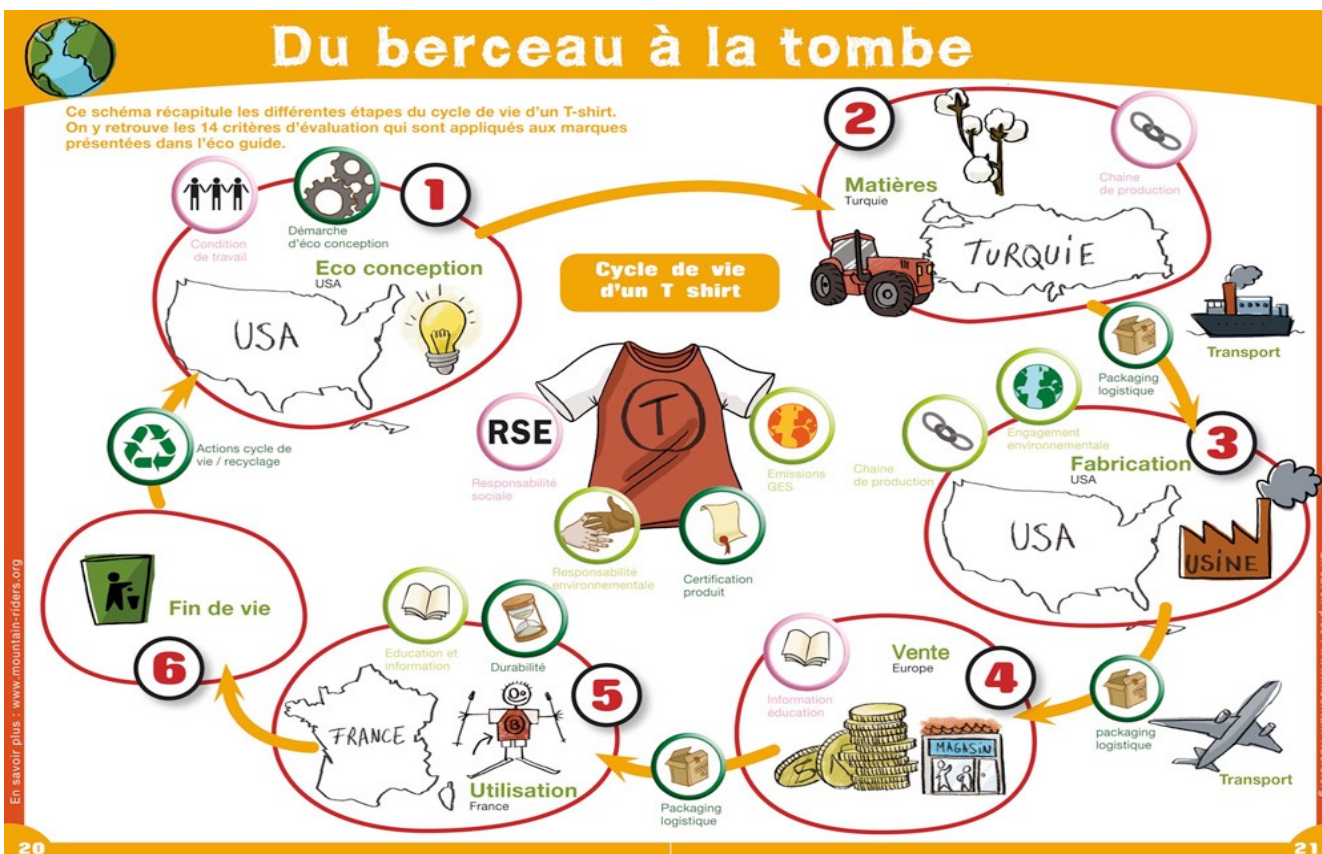 Du berceau à la tombe
Ce schéma récapitule les différentes étapes du cycle de vie d'un T-shirt.
On y retrouve les 14 critères d'évaluation qui sont appliqués aux marques
présentées dans l'éco guide.
1
Condition
de travail
Démarche
d'éco conception
Eco conception
USA
USA
2
Matières
Turquie
Chaine
de production
TURQUIE
Cycle de vie
d'un T shirt
Transport
Packaging
logistique
T
RSE
Responsabilité
sociale
Emissions
GES
Responsabilité
environnementale
Certification
produit
3
Chaine
de production
Engagement
environnementale
Fabrication
USA
USA
USINE
Actions cycle de
vie / recyclage
packaging
logistique
Transport
4
Vente
Europe
Information
éducation
MAGASIN
Packaging
logistique
5
Education et
information
Durabilité
FRANCE
Utilisation
France
6
Fin de vie
En savoir plus : www.mountain-riders.org
20
21